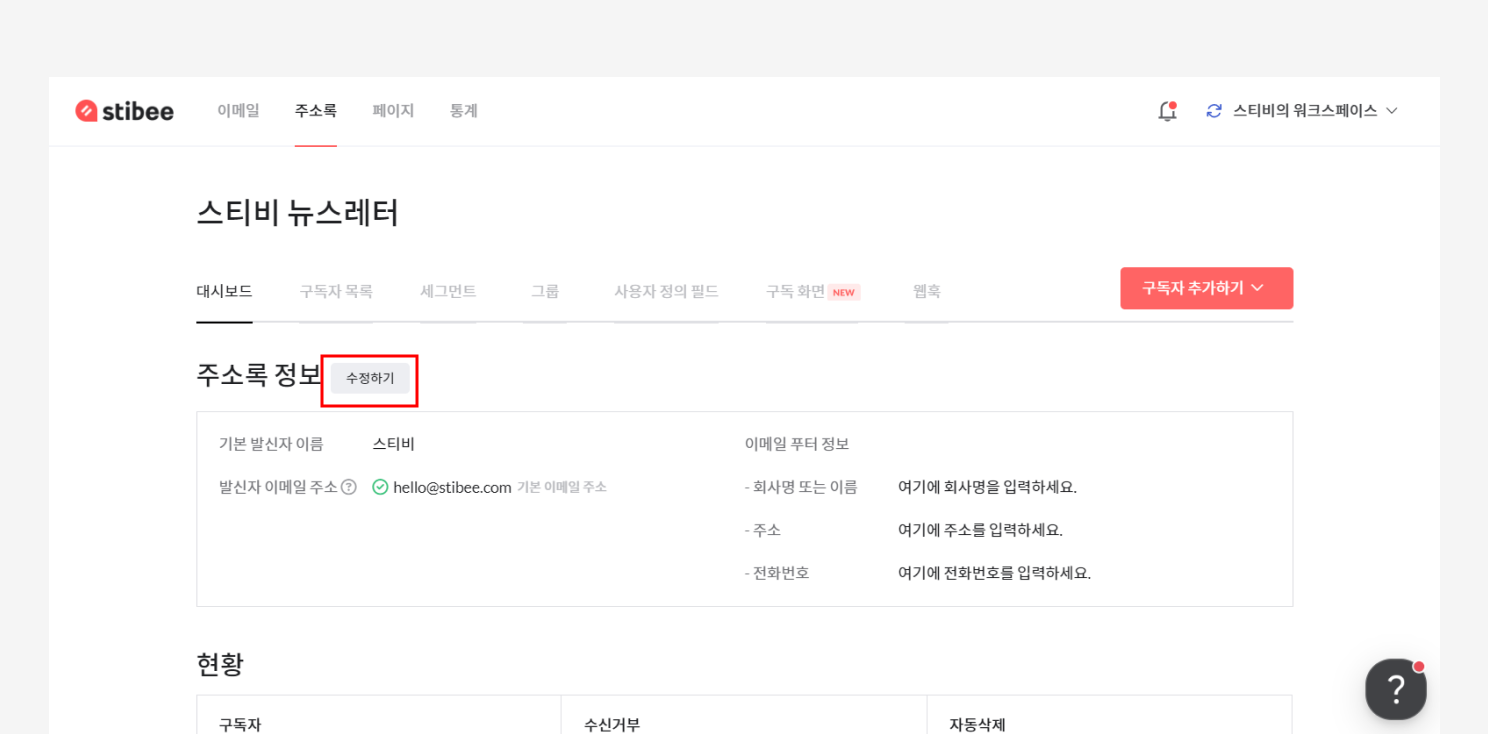 stibee 이메일 주소록 페이지 통계 스티비의 워크스페이스
스티비 뉴스레터
대시보드 구독자 목록 세그먼트 그룹 사용자 정의 필드 구독 화면 NEW 웹훅 구독자 추가하기
주소록 정보 수정하기
기본 발신자 이름 스티비 이메일 푸터 정보
발신자 이메일 주소 ? hello@stibee.com 기본 이메일 주소 - 회사명 또는 이름 여기에 회사명을 입력하세요.
- 주소 여기에 주소를 입력하세요.
- 전화번호 여기에 전화번호를 입력하세요.
현황
?
구독자 수신거부 자동삭제